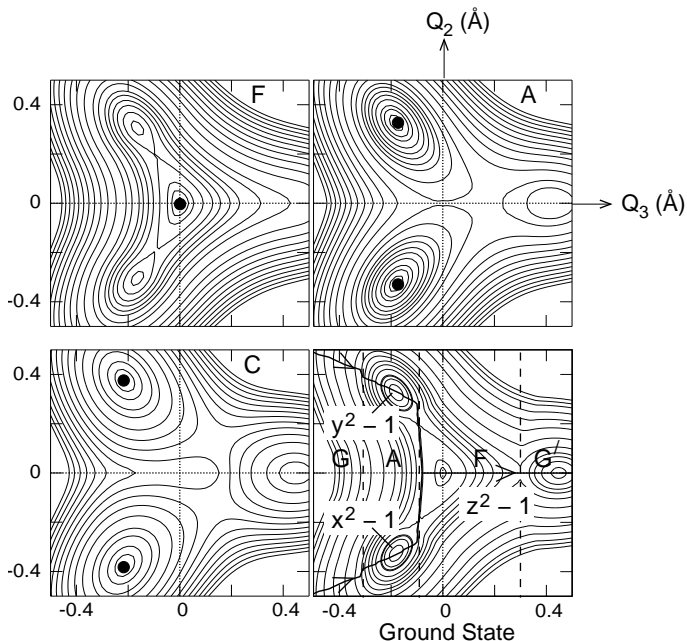 Q₂ (Å)
F
A
0.4
0
-0.4
Q₃ (Å)
C
0.4
0
-0.4
y² – 1
G
A
F
G
z² – 1
x² – 1
-0.4
0
0.4
-0.4
0
0.4
Ground State